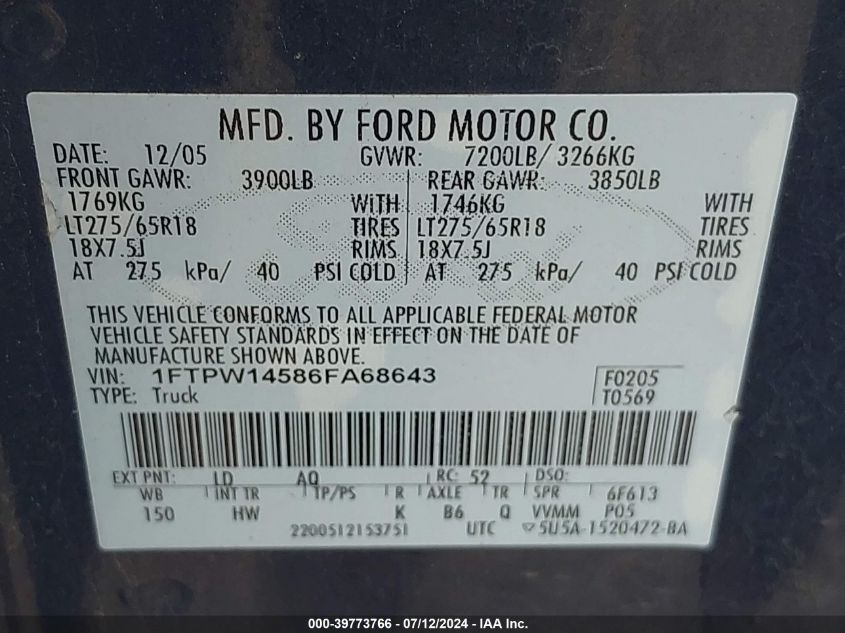 MFD. BY FORD MOTOR CO.
DATE: 12/05 GVWR: 7200LB/ 3266KG
FRONT GAWR: 3900LB REAR GAWR: 3850LB
1769KG WITH 1746KG WITH
LT275/65R18 TIRES LT275/65R18 TIRES
18X7.5J RIMS 18X7.5J RIMS
AT 275 kPa/ 40 PSI COLD AT 275 kPa/ 40 PSI COLD
THIS VEHICLE CONFORMS TO ALL APPLICABLE FEDERAL MOTOR
VEHICLE SAFETY STANDARDS IN EFFECT ON THE DATE OF
MANUFACTURE SHOWN ABOVE.
VIN: 1FTPW14586FA68643 F0205
TYPE: Truck T0569
EXT PNT: LD AQ RC: 52 DSO:
WB INT TR TP/PS R AXLE TR SPR 6F613
150 HW K B6 Q VVMM P05
2200512153751 UTC 5U5A-1520472-BA
000-39773766 - 07/12/2024 - IAA Inc.